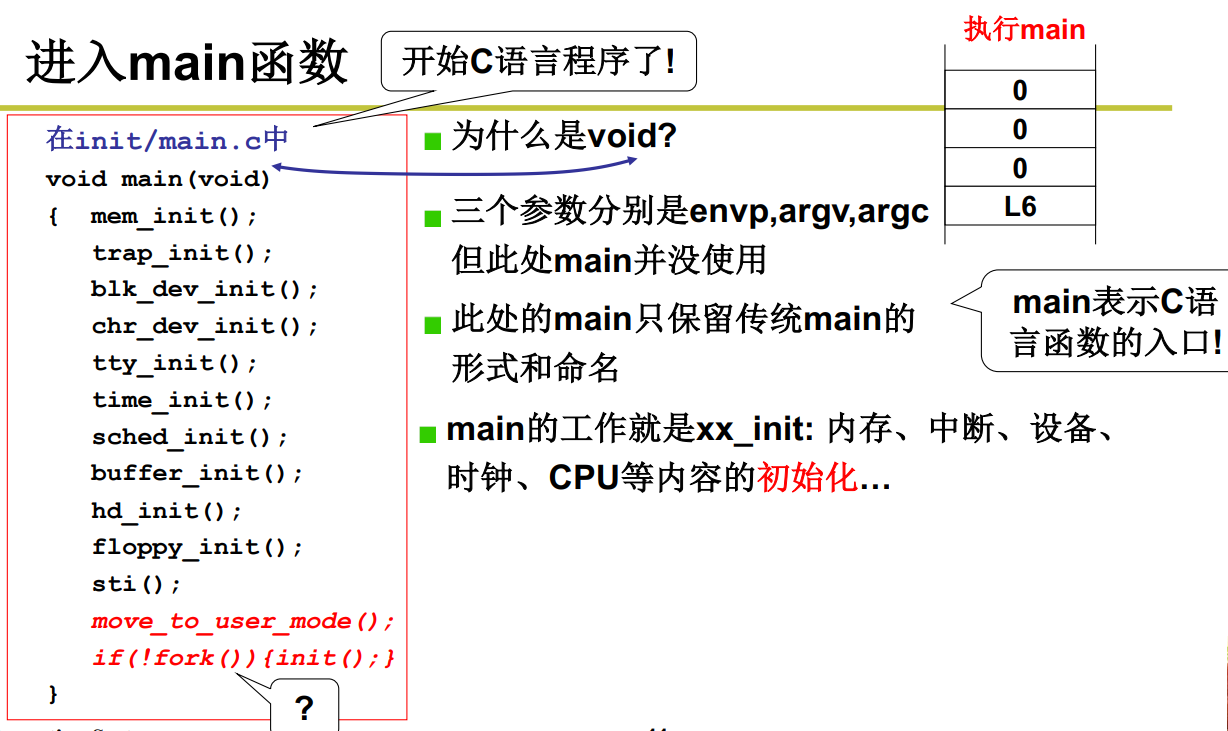 进入main函数
开始C语言程序了!
执行main
0
0
0
L6
在init/main.c中
void main(void)
{ mem_init();
trap_init();
blk_dev_init();
chr_dev_init();
tty_init();
time_init();
sched_init();
buffer_init();
hd_init();
floppy_init();
sti();
move_to_user_mode();
if(!fork()){init();}
}
?
为什么是void?
三个参数分别是envp,argv,argc
但此处main并没使用
此处的main只保留传统main的
形式和命名
main的工作就是xx_init: 内存、中断、设备、
时钟、CPU等内容的初始化...
main表示C语
言函数的入口!